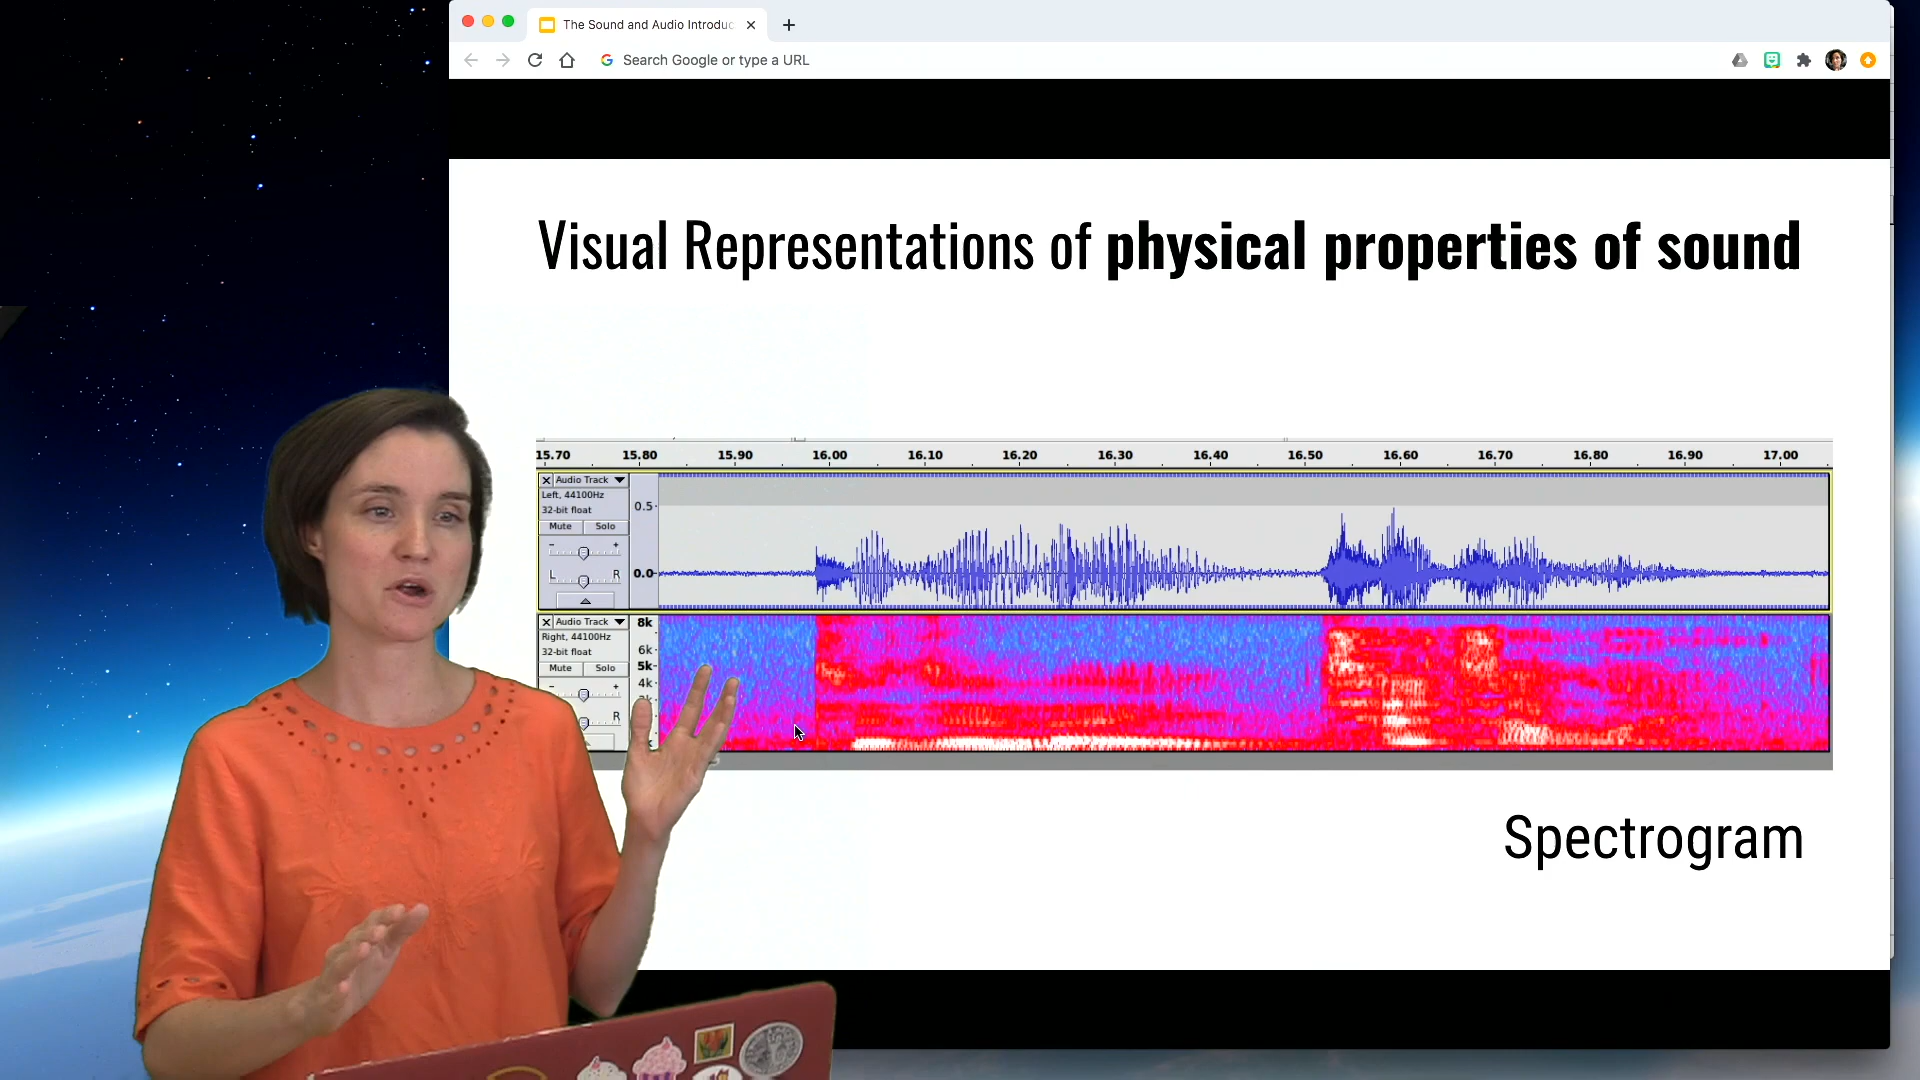 The Sound and Audio Introduc
Search Google or type a URL
Visual Representations of physical properties of sound
15.70 15.80 15.90 16.00 16.10 16.20 16.30 16.40 16.50 16.60 16.70 16.80 16.90 17.00
Audio Track
Left, 44100Hz
32-bit float
Mute Solo
- +
L R
0.5
0.0
Audio Track
Right, 44100Hz
32-bit float
Mute Solo
- +
R
8k
6k
5k
4k
Spectrogram